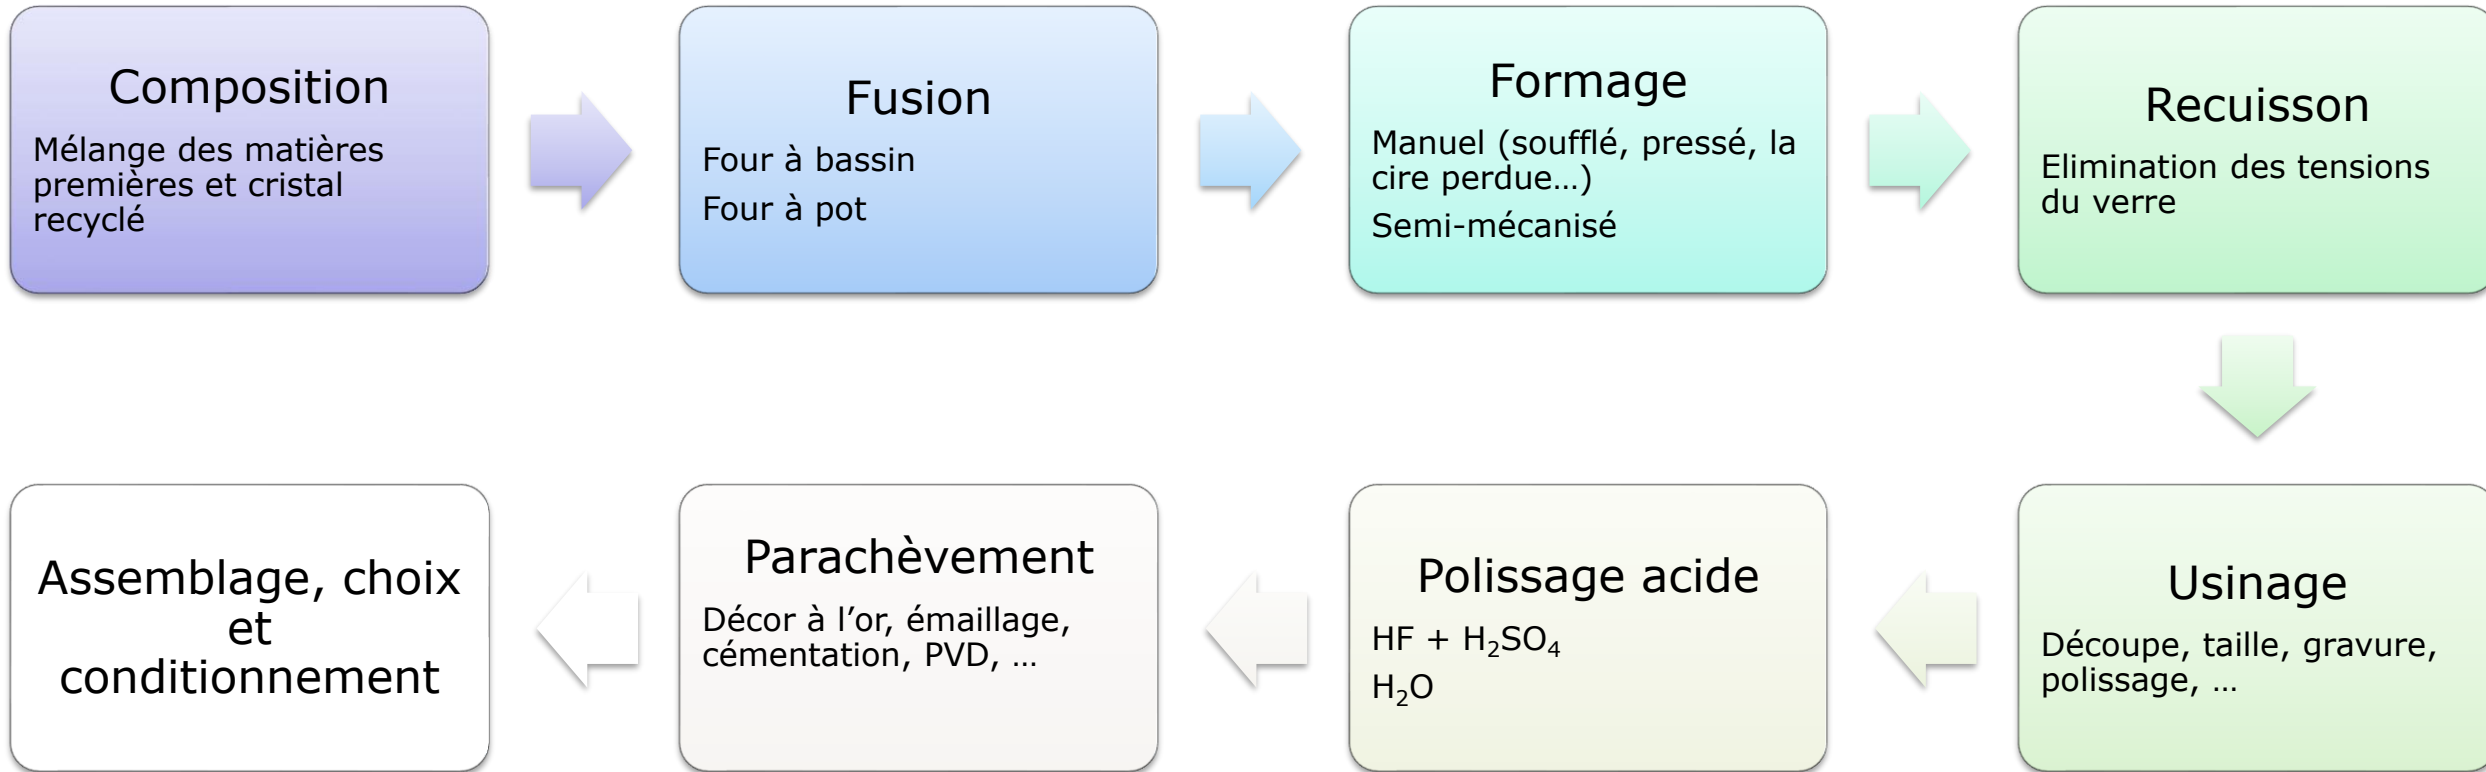 Composition
Mélange des matières
premières et cristal
recyclé
Fusion
Four à bassin
Four à pot
Formage
Manuel (soufflé, pressé, la
cire perdue…)
Semi-mécanisé
Recuisson
Elimination des tensions
du verre
Usinage
Découpe, taille, gravure,
polissage, …
Polissage acide
HF + H₂SO₄
H₂O
Parachèvement
Décor à l’or, émaillage,
cémentation, PVD, …
Assemblage, choix
et
conditionnement